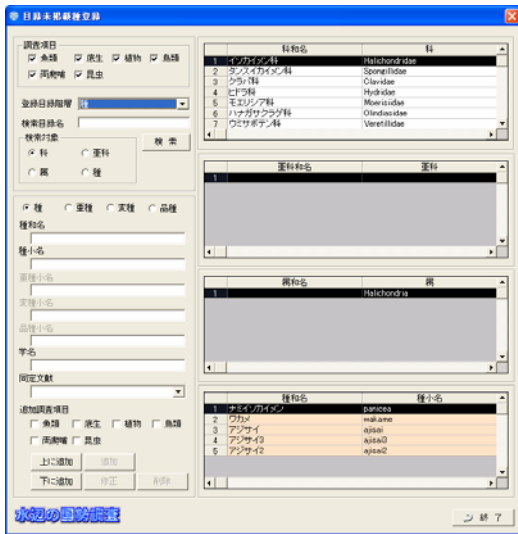 目録未掲載種登録
調査項目
魚類 底生 植物 鳥類
両爬哺 昆虫
登録目録階層 種
検索目録名
検索対象
検 索
科 亜科
属 種
種 亜種 変種 品種
種和名
種小名
亜種小名
変種小名
品種小名
学名
同定文献
追加調査項目
魚類 底生 植物 鳥類
両爬哺 昆虫
上に追加 追加
下に追加 修正 削除
水辺の国勢調査
科和名 科
1 イソカイメン科 Halichondridae
2 タンスイカイメン科 Spongillidae
3 クラバ科 Clavidae
4 ヒドラ科 Hydridae
5 モエリシア科 Moerisiidae
6 ハナガサクラゲ科 Olindiasidae
7 ウミサボテン科 Veretillidae
亜科和名 亜科
1
属和名 属
1 Halichondria
種和名 種小名
1 ナミイソカイメン panicea
2 ワカメ wakame
3 アジサイ ajisai
4 アジサイ3 ajisai3
5 アジサイ2 ajisai2
終 了